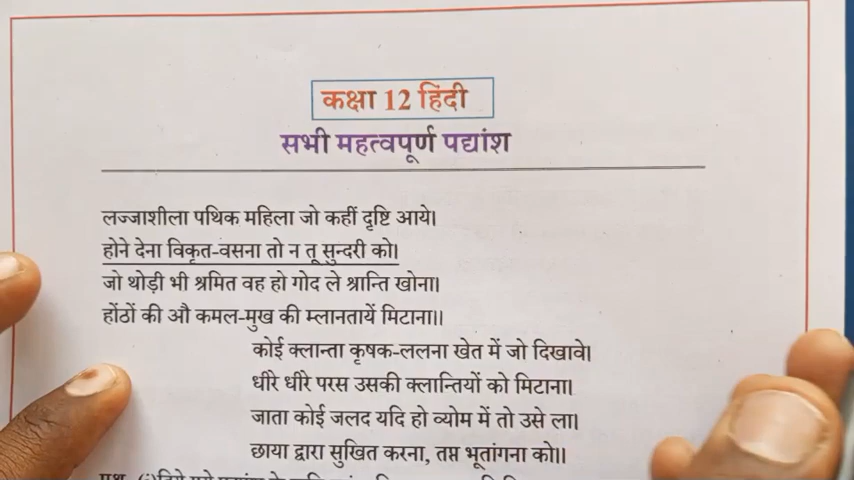 कक्षा 12 हिंदी
सभी महत्वपूर्ण पद्यांश
लज्जाशीला पथिक महिला जो कहीं दृष्टि आये।
होने देना विकृत-वसना तो न तू सुन्दरी को।
जो थोड़ी भी श्रमित वह हो गोद ले श्रान्ति खोना।
होंठों की औ कमल-मुख की म्लानतायें मिटाना।।
कोई क्लान्ता कृषक-ललना खेत में जो दिखावे।
धीरे धीरे परस उसकी क्लान्तियों को मिटाना।
जाता कोई जलद यदि हो व्योम में तो उसे ला।
छाया द्वारा सुखित करना, तप्त भूतांगना को।।